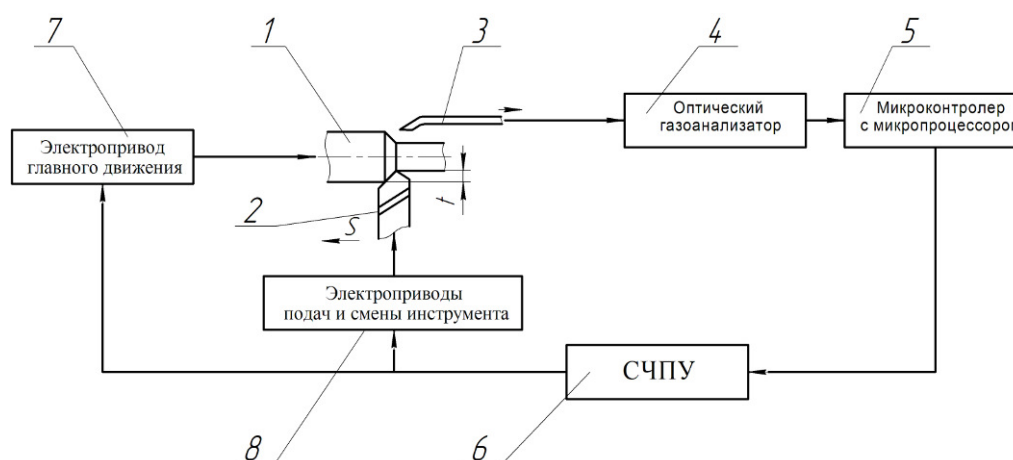 7
1
3
4
5
Оптический
газоанализатор
Микроконтролер
с микропроцессором
Электропривод
главного движения
2
S
t
Электроприводы
подач и смены инструмента
СЧПУ
8
6